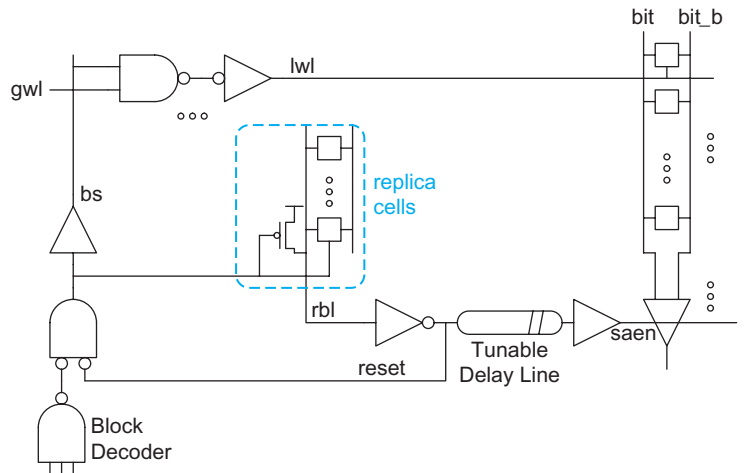 bit bit_b
lwl
gwl
replica
cells
bs
rbl
saen
reset
Tunable
Delay Line
Block
Decoder